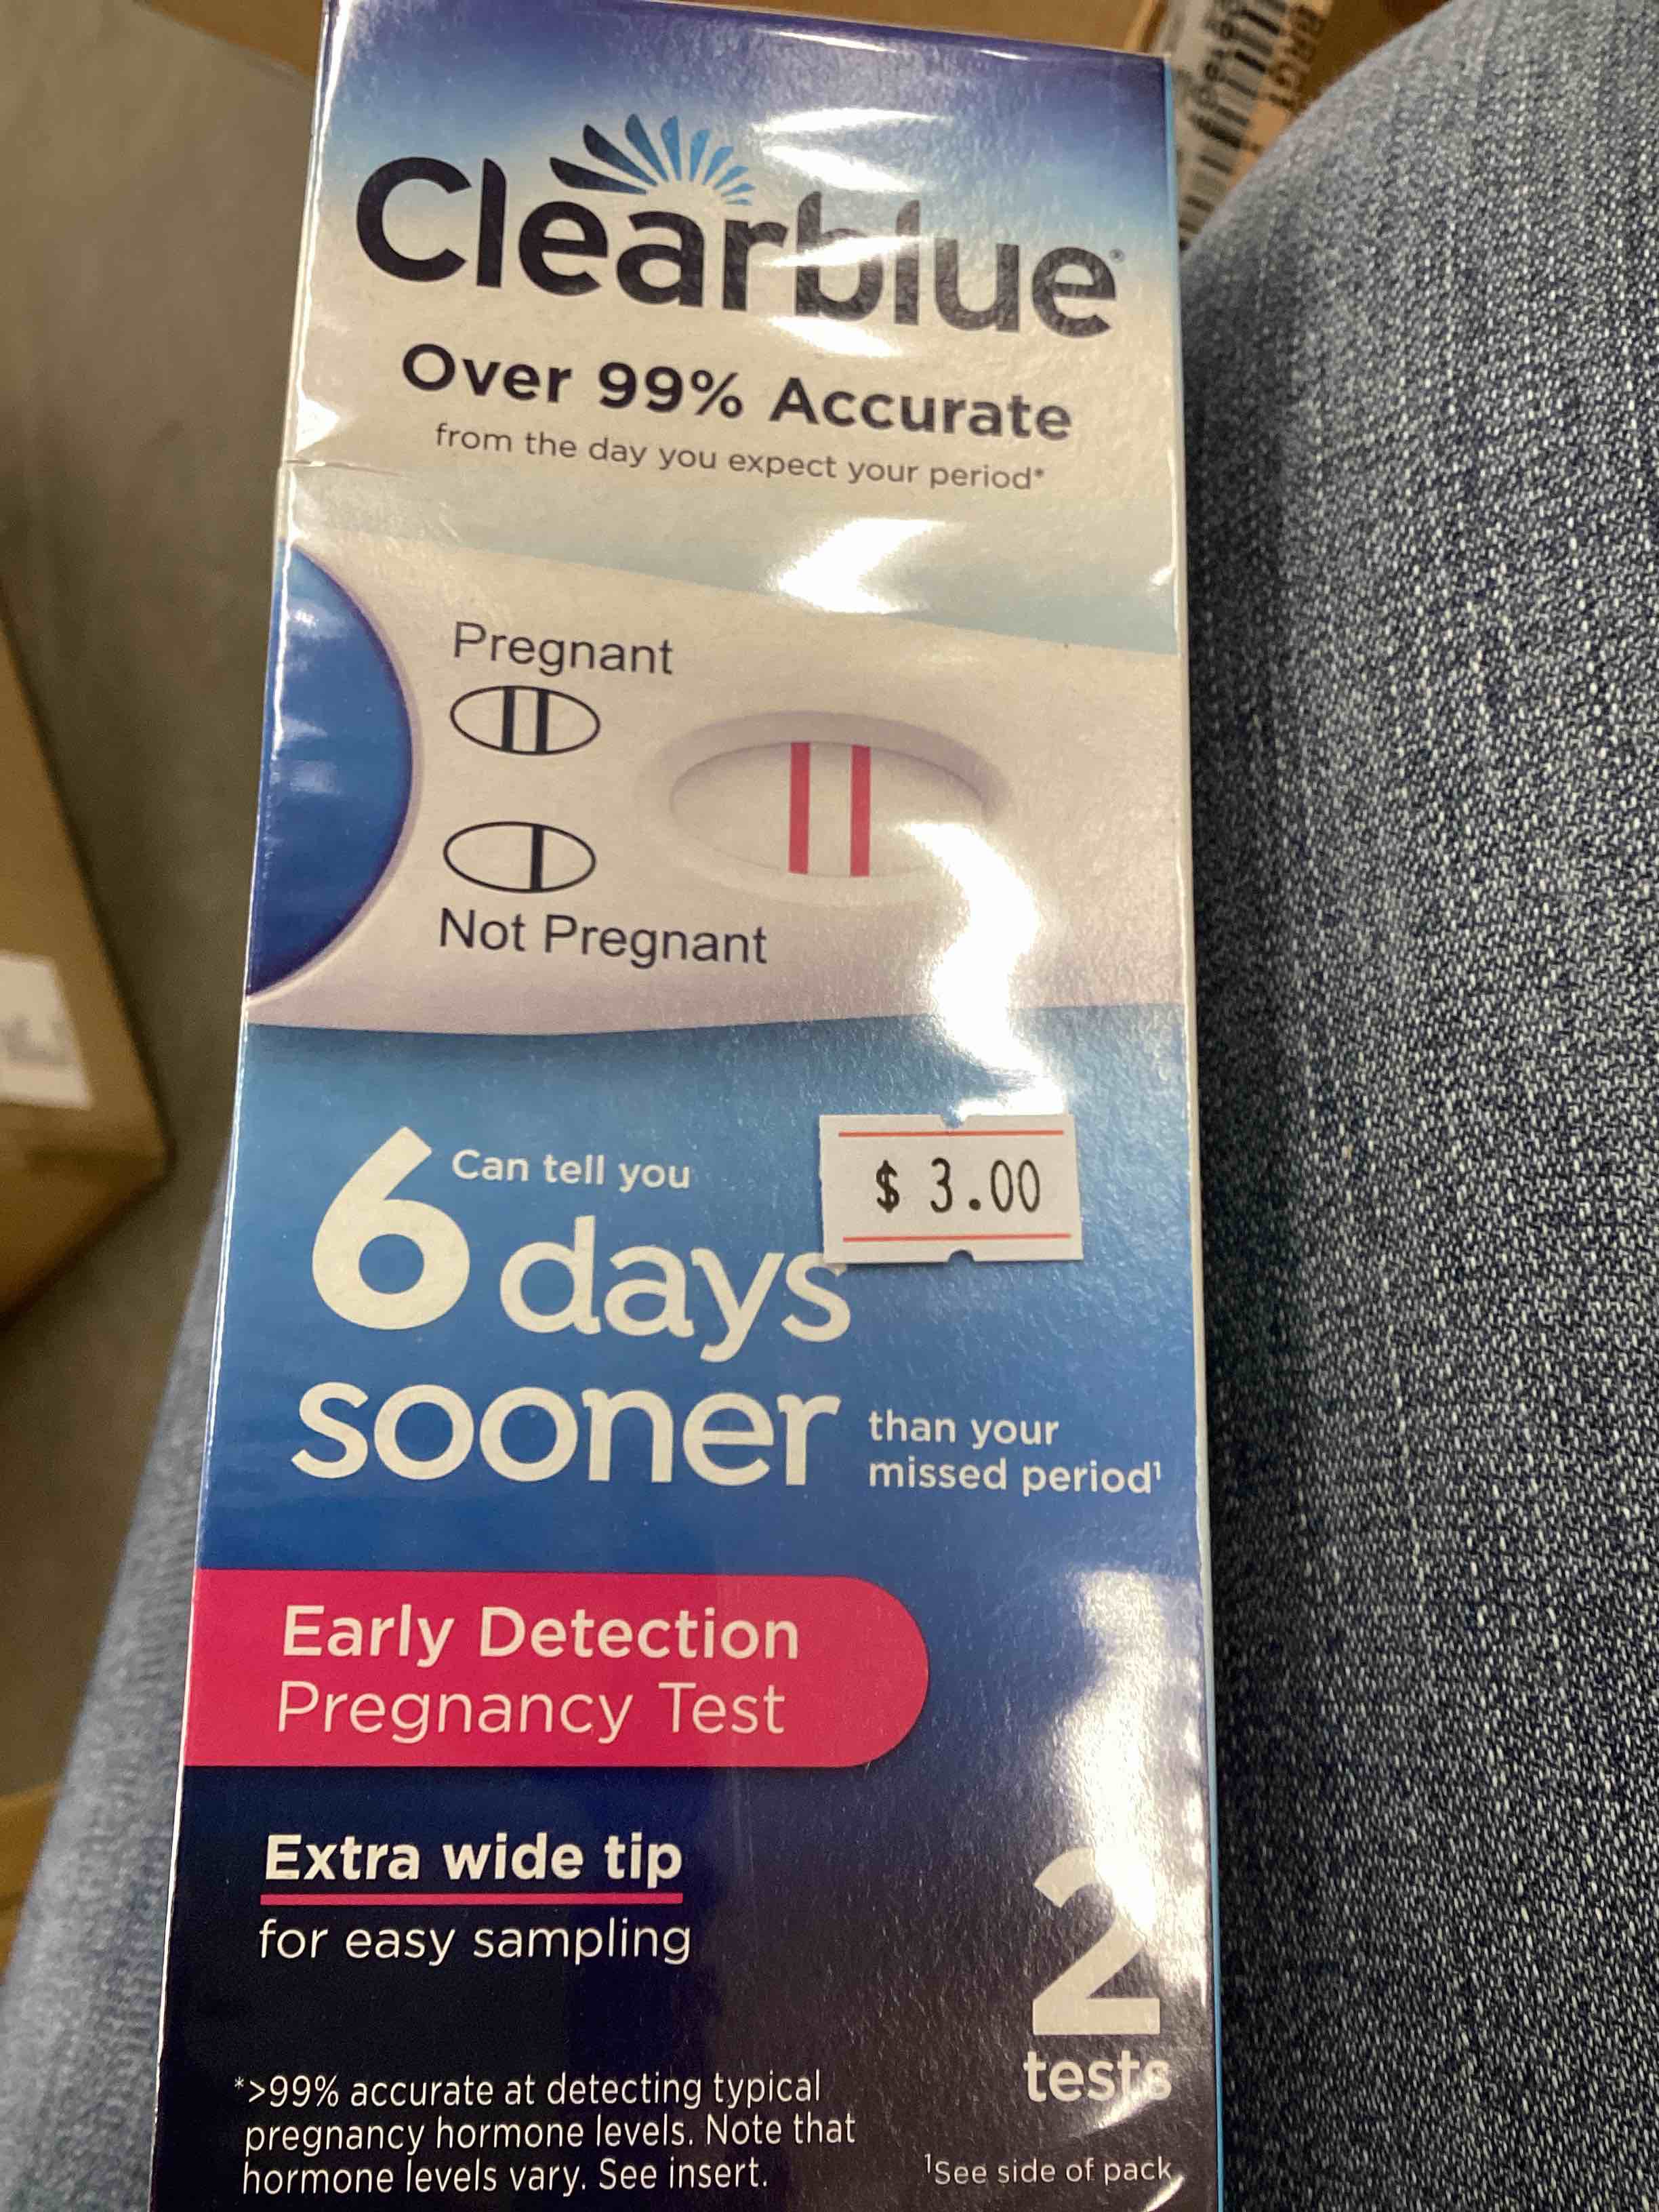 Clearblue®
Over 99% Accurate
from the day you expect your period*
Pregnant
Not Pregnant
Can tell you
6 days
sooner
than your
missed period¹
$ 3.00
Early Detection
Pregnancy Test
Extra wide tip
for easy sampling
2
tests
*>99% accurate at detecting typical
pregnancy hormone levels. Note that
hormone levels vary. See insert.
¹See side of pack